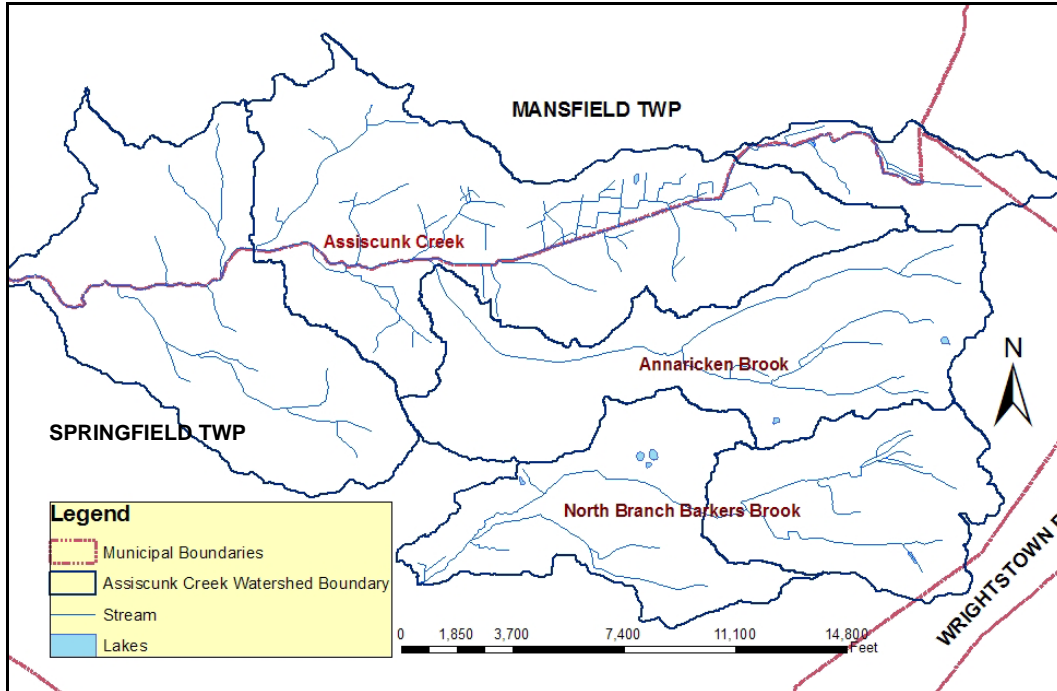 MANSFIELD TWP
Assiscunk Creek
Annaricken Brook
N
SPRINGFIELD TWP
North Branch Barkers Brook
WRIGHTSTOWN
Legend
Municipal Boundaries
Assiscunk Creek Watershed Boundary
Stream
Lakes
0 1,850 3,700 7,400 11,100 14,800
Feet